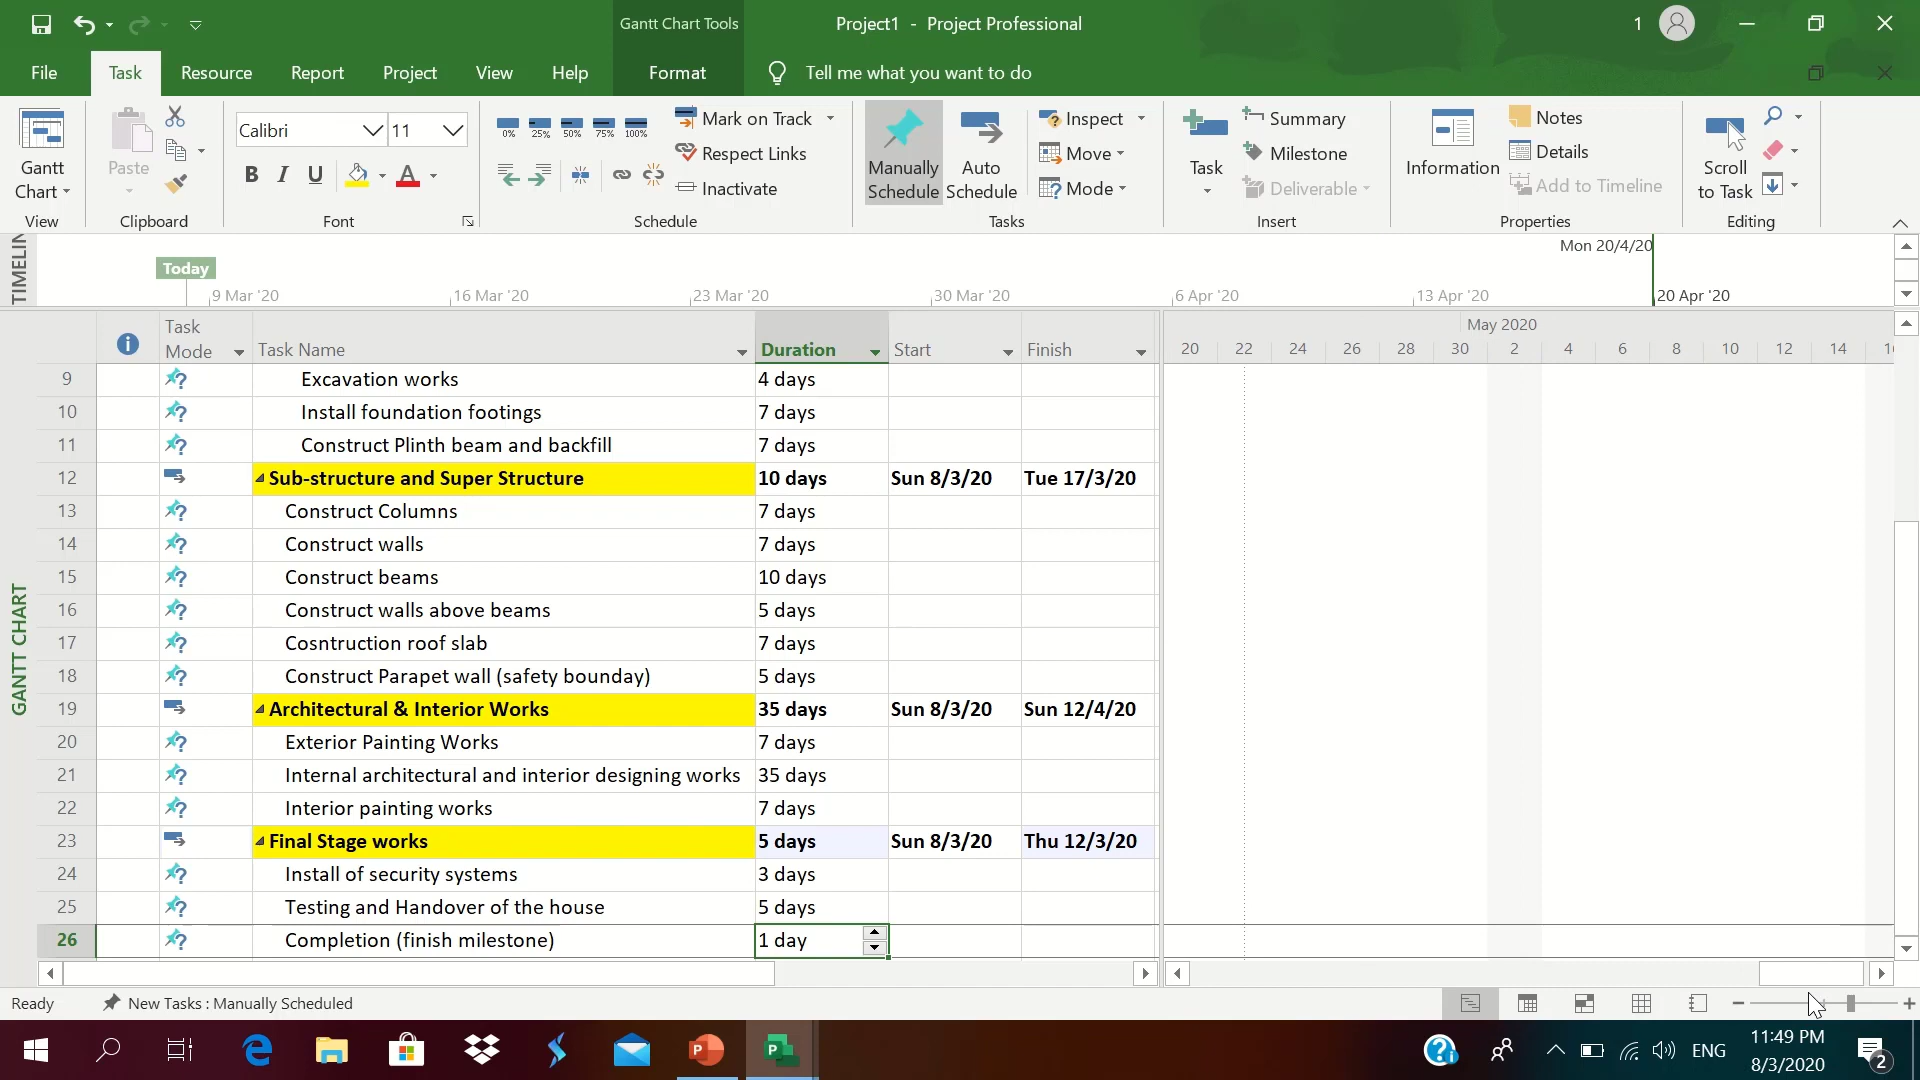 Gantt Chart Tools
Project1 - Project Professional
1
File Task Resource Report Project View Help Format Tell me what you want to do
Gantt Chart
View
Paste
Clipboard
Calibri 11
B I U A
Font
0% 25% 50% 75% 100%
Mark on Track
Respect Links
Inactivate
Schedule
Manually Schedule
Auto Schedule
Inspect
Move
Mode
Tasks
Task
Summary
Milestone
Deliverable
Insert
Information
Notes
Details
Add to Timeline
Properties
Scroll to Task
Editing
TIMELIN
Mon 20/4/20
Today
9 Mar '20 16 Mar '20 23 Mar '20 30 Mar '20 6 Apr '20 13 Apr '20 20 Apr '20
GANTT CHART
Task Mode Task Name Duration Start Finish
May 2020
20 22 24 26 28 30 2 4 6 8 10 12 14
9 Excavation works 4 days
10 Install foundation footings 7 days
11 Construct Plinth beam and backfill 7 days
12 Sub-structure and Super Structure 10 days Sun 8/3/20 Tue 17/3/20
13 Construct Columns 7 days
14 Construct walls 7 days
15 Construct beams 10 days
16 Construct walls above beams 5 days
17 Cosntruction roof slab 7 days
18 Construct Parapet wall (safety bounday) 5 days
19 Architectural & Interior Works 35 days Sun 8/3/20 Sun 12/4/20
20 Exterior Painting Works 7 days
21 Internal architectural and interior designing works 35 days
22 Interior painting works 7 days
23 Final Stage works 5 days Sun 8/3/20 Thu 12/3/20
24 Install of security systems 3 days
25 Testing and Handover of the house 5 days
26 Completion (finish milestone) 1 day
Ready New Tasks : Manually Scheduled
ENG
11:49 PM
8/3/2020
2